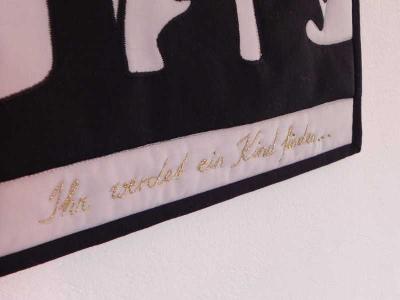 Ihr werdet ein Kind finden...